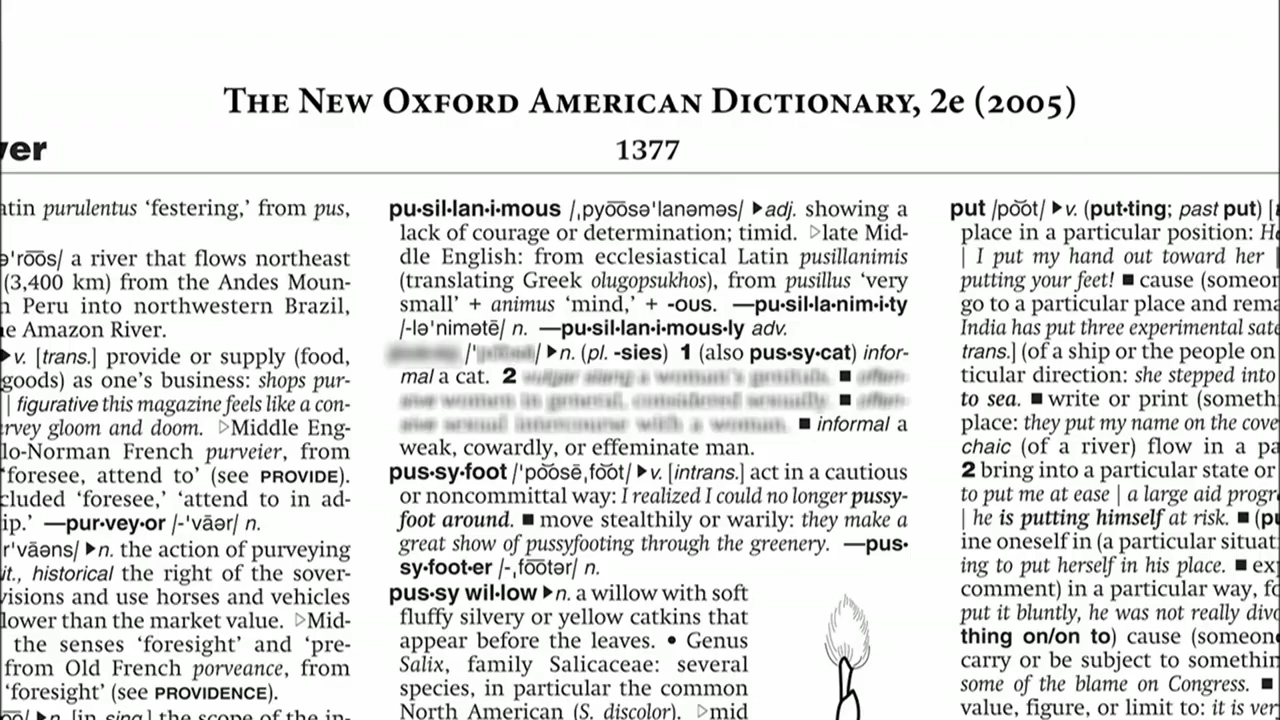 THE NEW OXFORD AMERICAN DICTIONARY, 2e (2005)
ver
1377
atin purulentus ‘festering,’ from pus,
ə'ro͞os/ a river that flows northeast
(3,400 km) from the Andes Moun-
Peru into northwestern Brazil,
e Amazon River.
▶v. [trans.] provide or supply (food,
goods) as one's business: shops pur-
| figurative this magazine feels like a con-
rvey gloom and doom. ▷Middle Eng-
lo-Norman French purveier, from
‘foresee, attend to’ (see PROVIDE).
cluded ‘foresee,’ ‘attend to in ad-
ip.’ —pur·vey·or /-'vāər/ n.
r'vāəns/ ▶n. the action of purveying
it., historical the right of the sover-
visions and use horses and vehicles
lower than the market value. ▷Mid-
the senses ‘foresight’ and ‘pre-
from Old French porveance, from
‘foresight’ (see PROVIDENCE).
▶n. [in sing.] the scope of the in-
pu·sil·lan·i·mous /ˌpyo͞osə'lanəməs/ ▶adj. showing a
lack of courage or determination; timid. ▷late Mid-
dle English: from ecclesiastical Latin pusillanimis
(translating Greek olugopsukhos), from pusillus ‘very
small’ + animus ‘mind,’ + -ous. —pu·sil·la·nim·i·ty
/-lə'nimətē/ n. —pu·sil·lan·i·mous·ly adv.
▶n. (pl. -sies) 1 (also pus·sy·cat) infor-
mal a cat. 2 ■
■
■ informal a
weak, cowardly, or effeminate man.
pus·sy·foot /'po͝osēˌfo͝ot/ ▶v. [intrans.] act in a cautious
or noncommittal way: I realized I could no longer pussy-
foot around. ■ move stealthily or warily: they make a
great show of pussyfooting through the greenery. —pus·
sy·foot·er /-ˌfo͝otər/ n.
pus·sy wil·low ▶n. a willow with soft
fluffy silvery or yellow catkins that
appear before the leaves. • Genus
Salix, family Salicaceae: several
species, in particular the common
North American (S. discolor). ▷mid
put /po͝ot/ ▶v. (put·ting; past put) [
place in a particular position: H
| I put my hand out toward her
putting your feet! ■ cause (someon
go to a particular place and rema
India has put three experimental sate
trans.] (of a ship or the people on
ticular direction: she stepped into
to sea. ■ write or print (someth
place: they put my name on the cove
chaic (of a river) flow in a pa
2 bring into a particular state or
to put me at ease | a large aid progr
| he is putting himself at risk. ■ (pu
ine oneself in (a particular situat
ing to put herself in his place. ■ ex
comment) in a particular way, fo
put it bluntly, he was not really divo
thing on/on to) cause (someone
carry or be subject to somethin
some of the blame on Congress. ■
value, figure, or limit to: it is ver